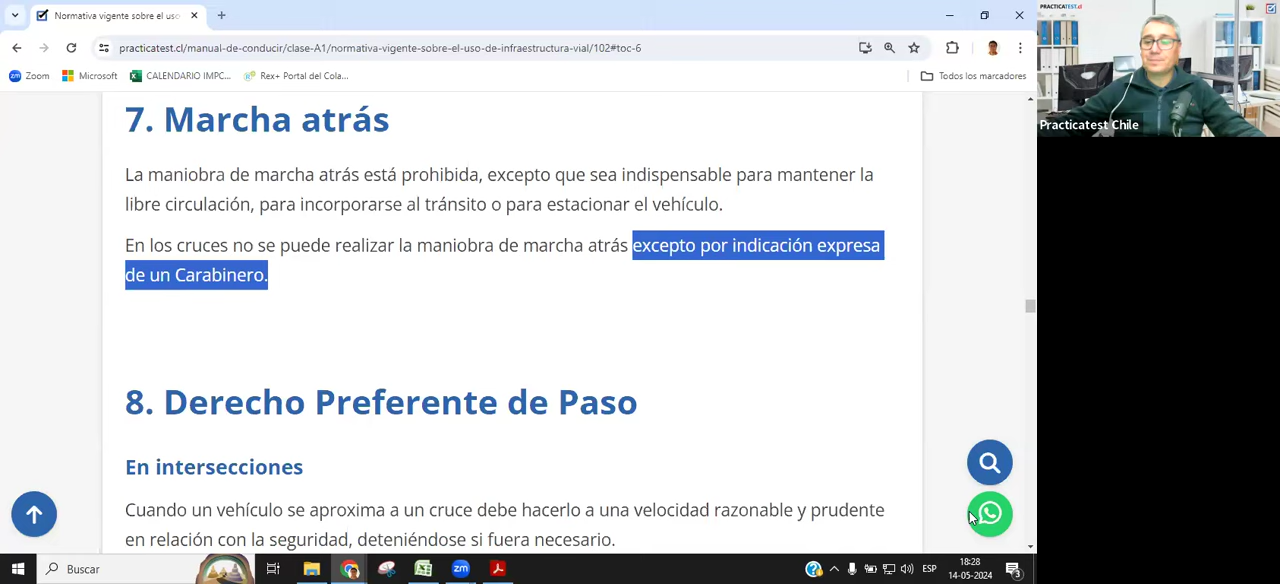 Normativa vigente sobre el uso
practicatest.cl/manual-de-conducir/clase-A1/normativa-vigente-sobre-el-uso-de-infraestructura-vial/102#toc-6
Zoom
Microsoft
CALENDARIO IMPC...
Rex+ Portal del Cola...
Todos los marcadores
PRACTICATEST.cl
Practicatest Chile
7. Marcha atrás
La maniobra de marcha atrás está prohibida, excepto que sea indispensable para mantener la
libre circulación, para incorporarse al tránsito o para estacionar el vehículo.
En los cruces no se puede realizar la maniobra de marcha atrás excepto por indicación expresa
de un Carabinero.
8. Derecho Preferente de Paso
En intersecciones
Cuando un vehículo se aproxima a un cruce debe hacerlo a una velocidad razonable y prudente
en relación con la seguridad, deteniéndose si fuera necesario.
Buscar
zm
ESP
18:28
14-05-2024
3